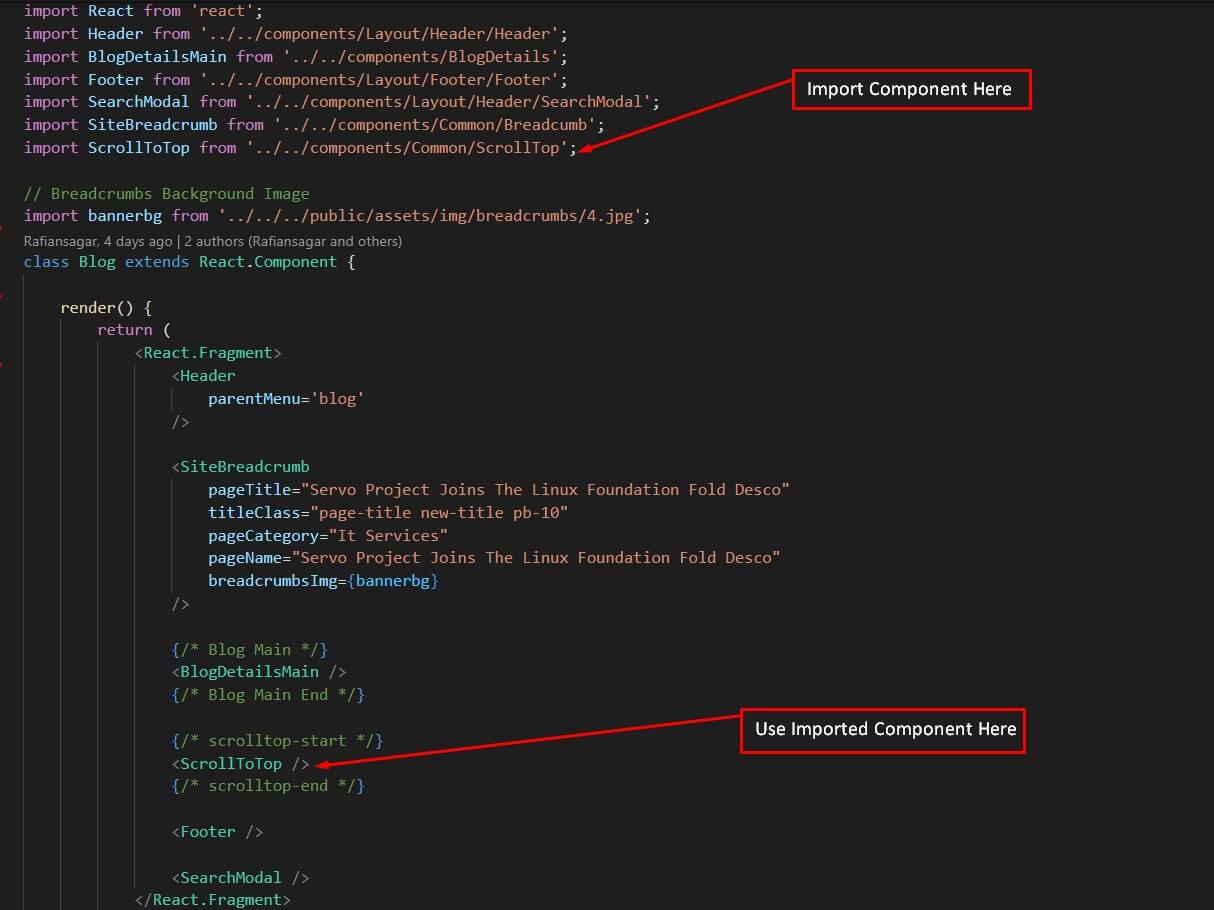 import React from 'react';
import Header from '../../components/Layout/Header/Header';
import BlogDetailsMain from '../../components/BlogDetails';
import Footer from '../../components/Layout/Footer/Footer';
import SearchModal from '../../components/Layout/Header/SearchModal';
import SiteBreadcrumb from '../../components/Common/Breadcumb';
import ScrollToTop from '../../components/Common/ScrollTop';
Import Component Here
// Breadcrumbs Background Image
import bannerbg from '../../../public/assets/img/breadcrumbs/4.jpg';
Rafiansagar, 4 days ago | 2 authors (Rafiansagar and others)
class Blog extends React.Component {
render() {
return (
<React.Fragment>
<Header
parentMenu='blog'
/>
<SiteBreadcrumb
pageTitle="Servo Project Joins The Linux Foundation Fold Desco"
titleClass="page-title new-title pb-10"
pageCategory="It Services"
pageName="Servo Project Joins The Linux Foundation Fold Desco"
breadcrumbsImg={bannerbg}
/>
{/* Blog Main */}
<BlogDetailsMain />
{/* Blog Main End */}
{/* scrolltop-start */}
<ScrollToTop />
Use Imported Component Here
{/* scrolltop-end */}
<Footer />
<SearchModal />
</React.Fragment>